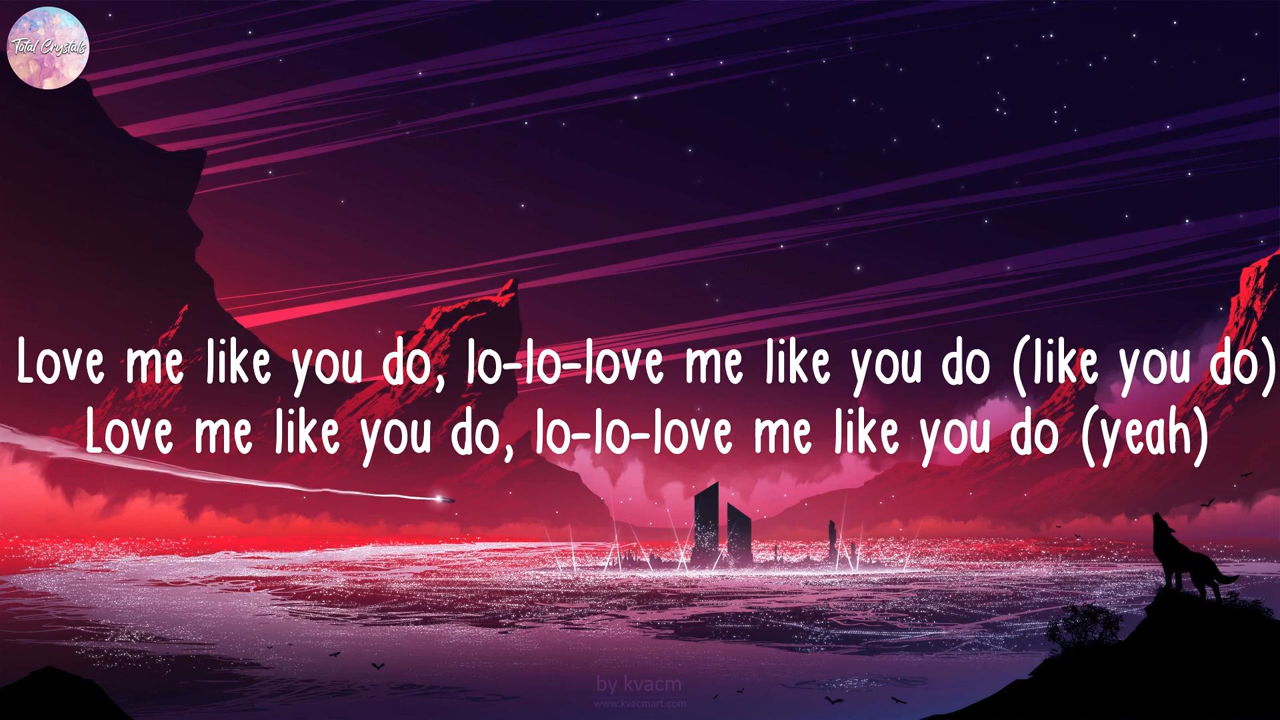 Total Crystals
Love me like you do, lo-lo-love me like you do (like you do)
Love me like you do, lo-lo-love me like you do (yeah)
by kvacm
www.kvacmart.com